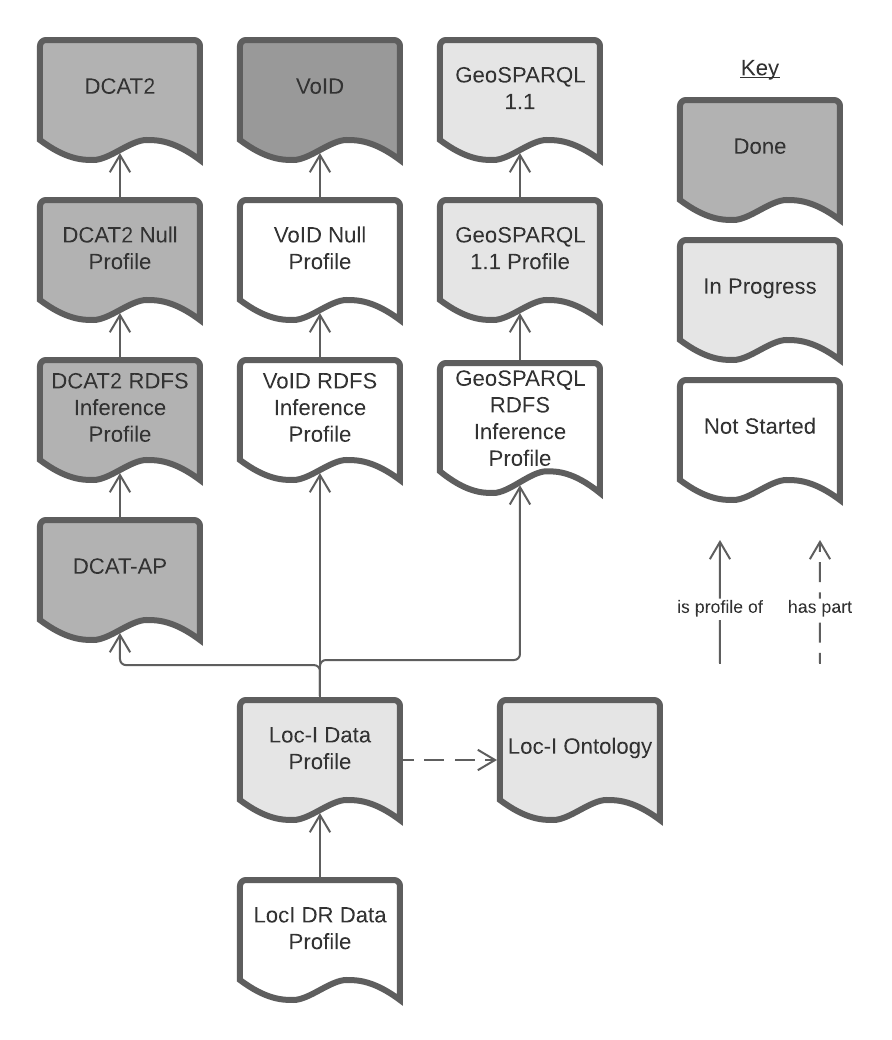 DCAT2
VoID
GeoSPARQL
1.1
Key
Done
DCAT2 Null
Profile
VoID Null
Profile
GeoSPARQL
1.1 Profile
In Progress
DCAT2 RDFS
Inference
Profile
VoID RDFS
Inference
Profile
GeoSPARQL
RDFS
Inference
Profile
Not Started
DCAT-AP
is profile of
has part
Loc-I Data
Profile
Loc-I Ontology
LocI DR Data
Profile